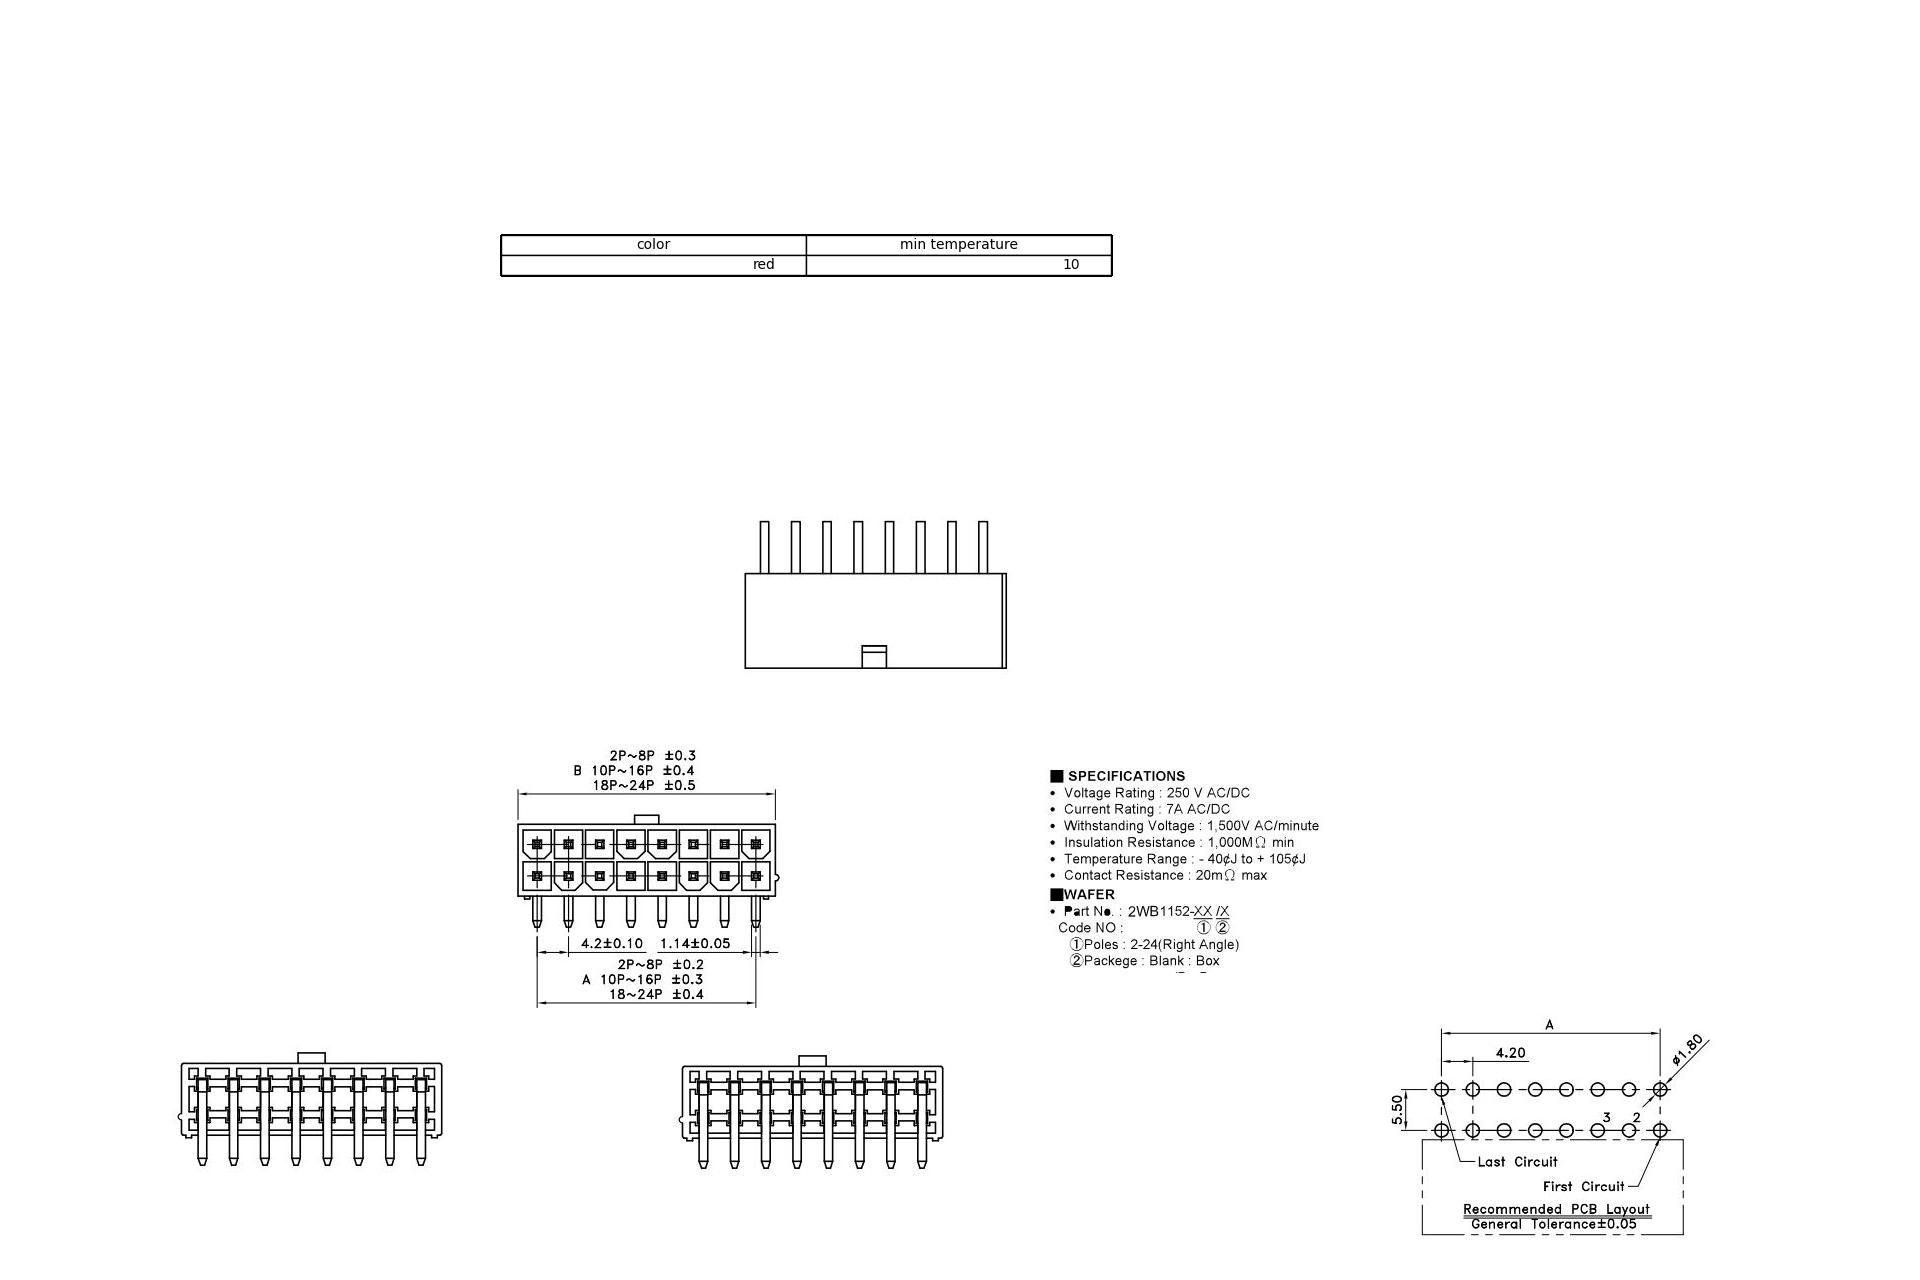 color min temperature
red 10
2P~8P ±0.3
B 10P~16P ±0.4
18P~24P ±0.5
■ SPECIFICATIONS
• Voltage Rating : 250 V AC/DC
• Current Rating : 7A AC/DC
• Withstanding Voltage : 1,500V AC/minute
• Insulation Resistance : 1,000MΩ min
• Temperature Range : - 40¢J to + 105¢J
• Contact Resistance : 20mΩ max
■WAFER
• Part No. : 2WB1152-XX /X
Code NO : ① ②
①Poles : 2-24(Right Angle)
②Packege : Blank : Box
4.2±0.10 1.14±0.05
2P~8P ±0.2
A 10P~16P ±0.3
18~24P ±0.4
A
4.20
ø1.80
5.50
3 2
Last Circuit
First Circuit
Recommended PCB Layout
General Tolerance±0.05